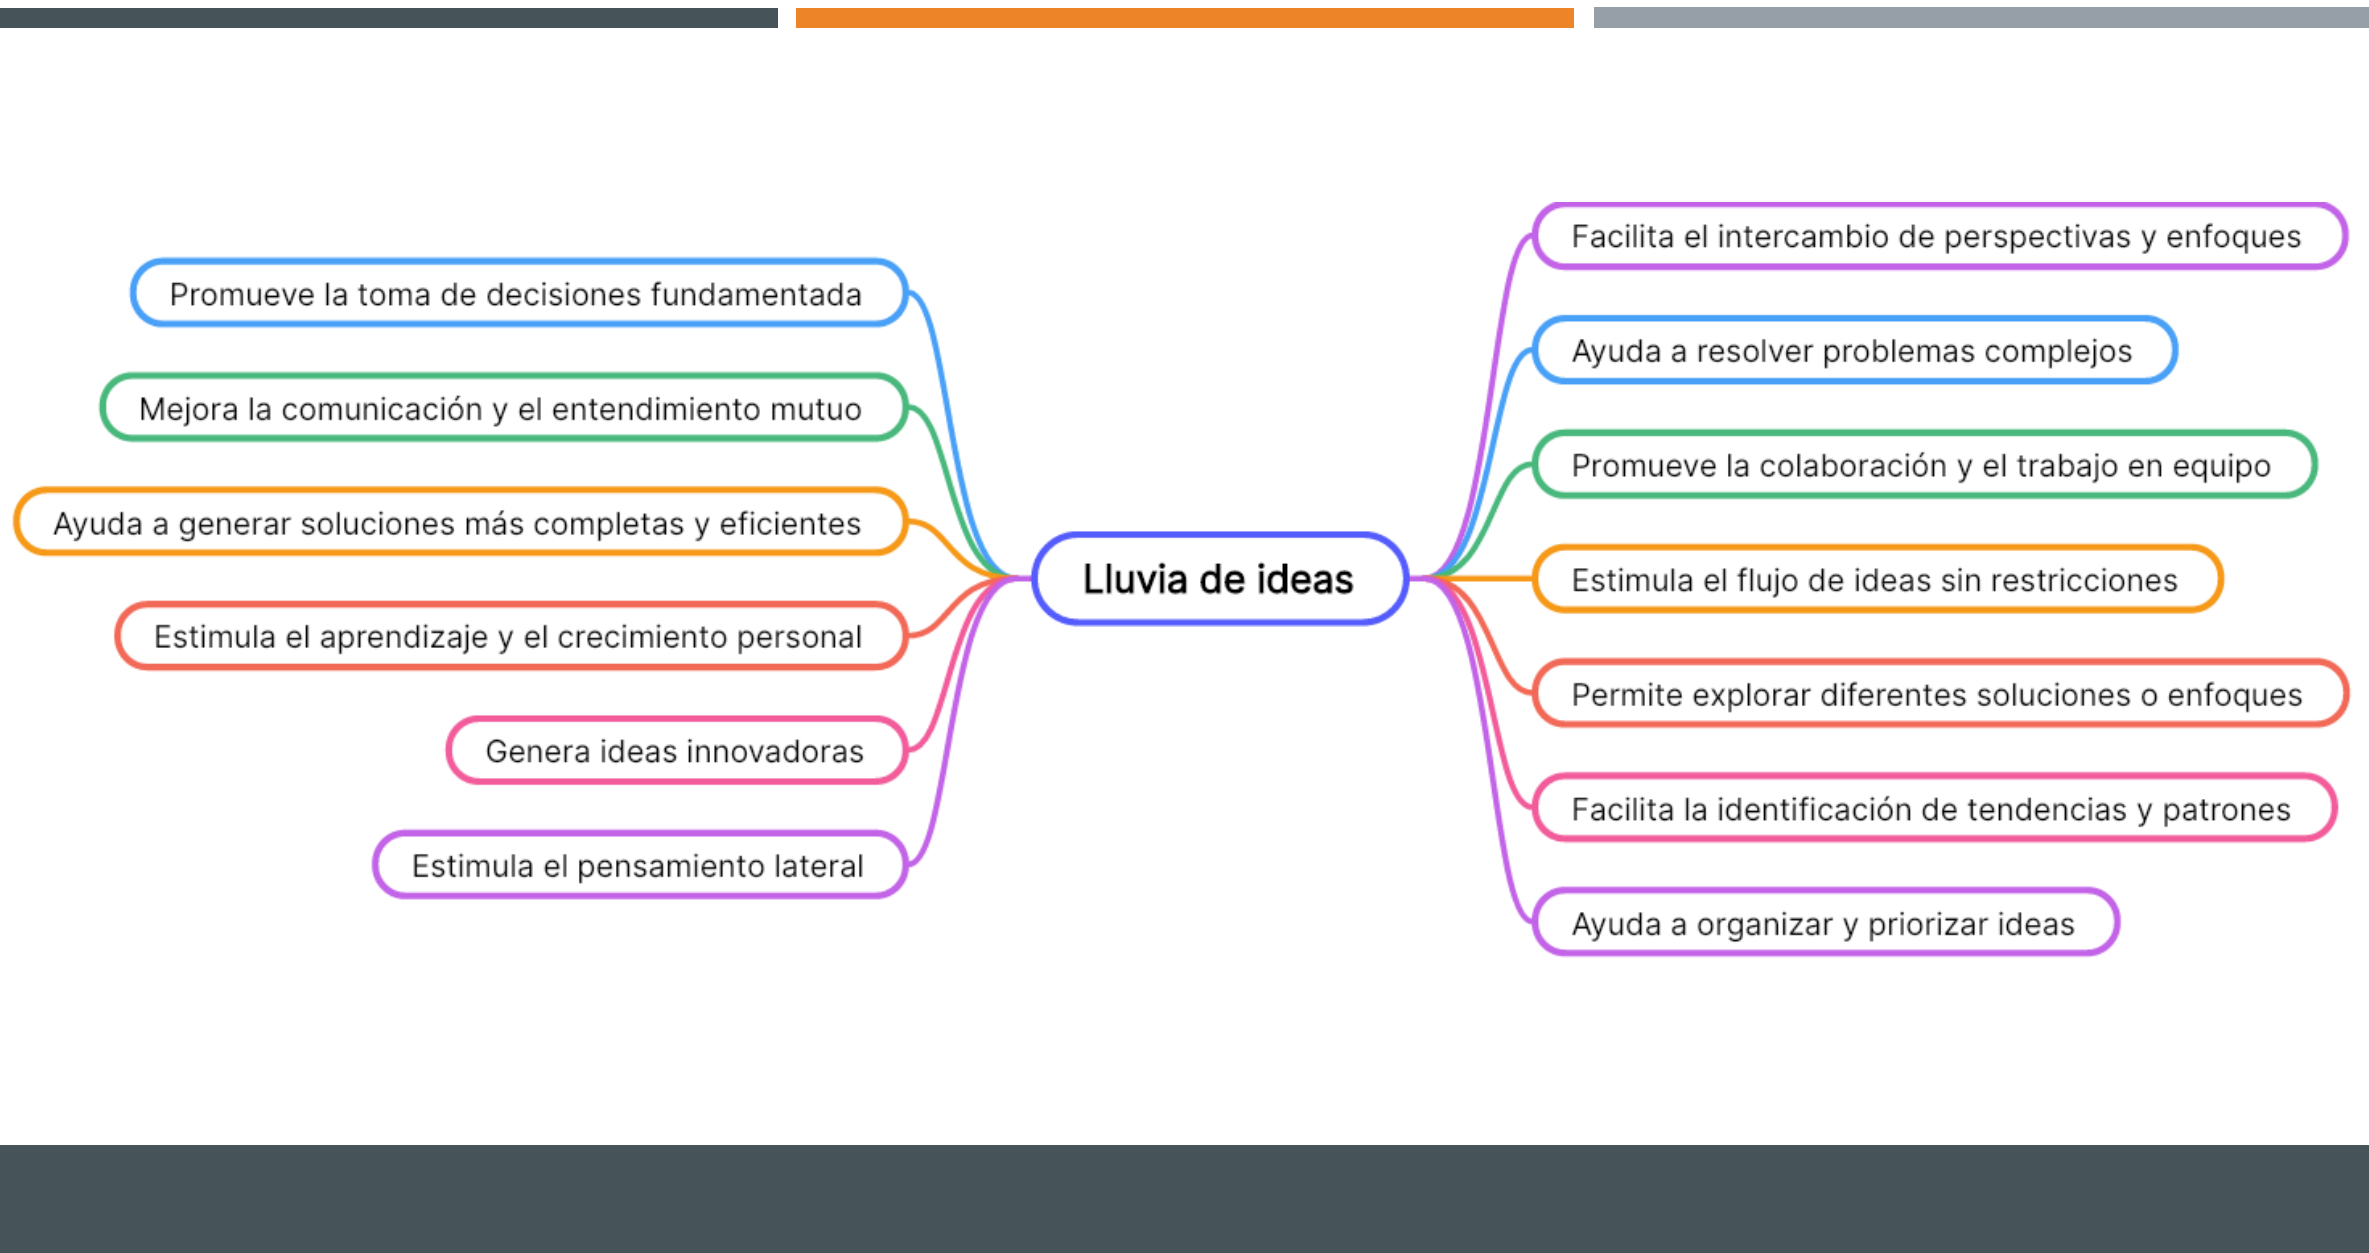 Promueve la toma de decisiones fundamentada
Mejora la comunicación y el entendimiento mutuo
Ayuda a generar soluciones más completas y eficientes
Estimula el aprendizaje y el crecimiento personal
Genera ideas innovadoras
Estimula el pensamiento lateral
Lluvia de ideas
Facilita el intercambio de perspectivas y enfoques
Ayuda a resolver problemas complejos
Promueve la colaboración y el trabajo en equipo
Estimula el flujo de ideas sin restricciones
Permite explorar diferentes soluciones o enfoques
Facilita la identificación de tendencias y patrones
Ayuda a organizar y priorizar ideas